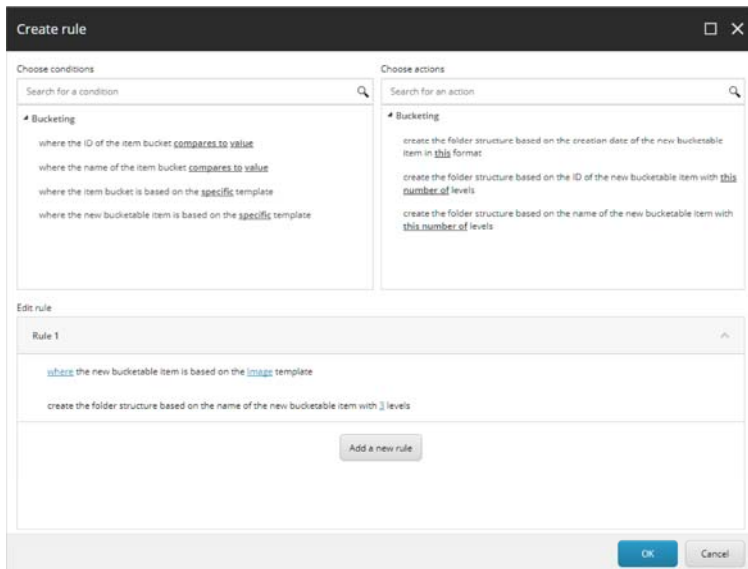 Create rule
Choose conditions
Search for a condition
Bucketing
where the ID of the item bucket compares to value
where the name of the item bucket compares to value
where the item bucket is based on the specific template
where the new bucketable item is based on the specific template
Choose actions
Search for an action
Bucketing
create the folder structure based on the creation date of the new bucketable
item in this format
create the folder structure based on the ID of the new bucketable item with this
number of levels
create the folder structure based on the name of the new bucketable item with
this number of levels
Edit rule
Rule 1
where the new bucketable item is based on the Image template
create the folder structure based on the name of the new bucketable item with 3 levels
Add a new rule
OK
Cancel